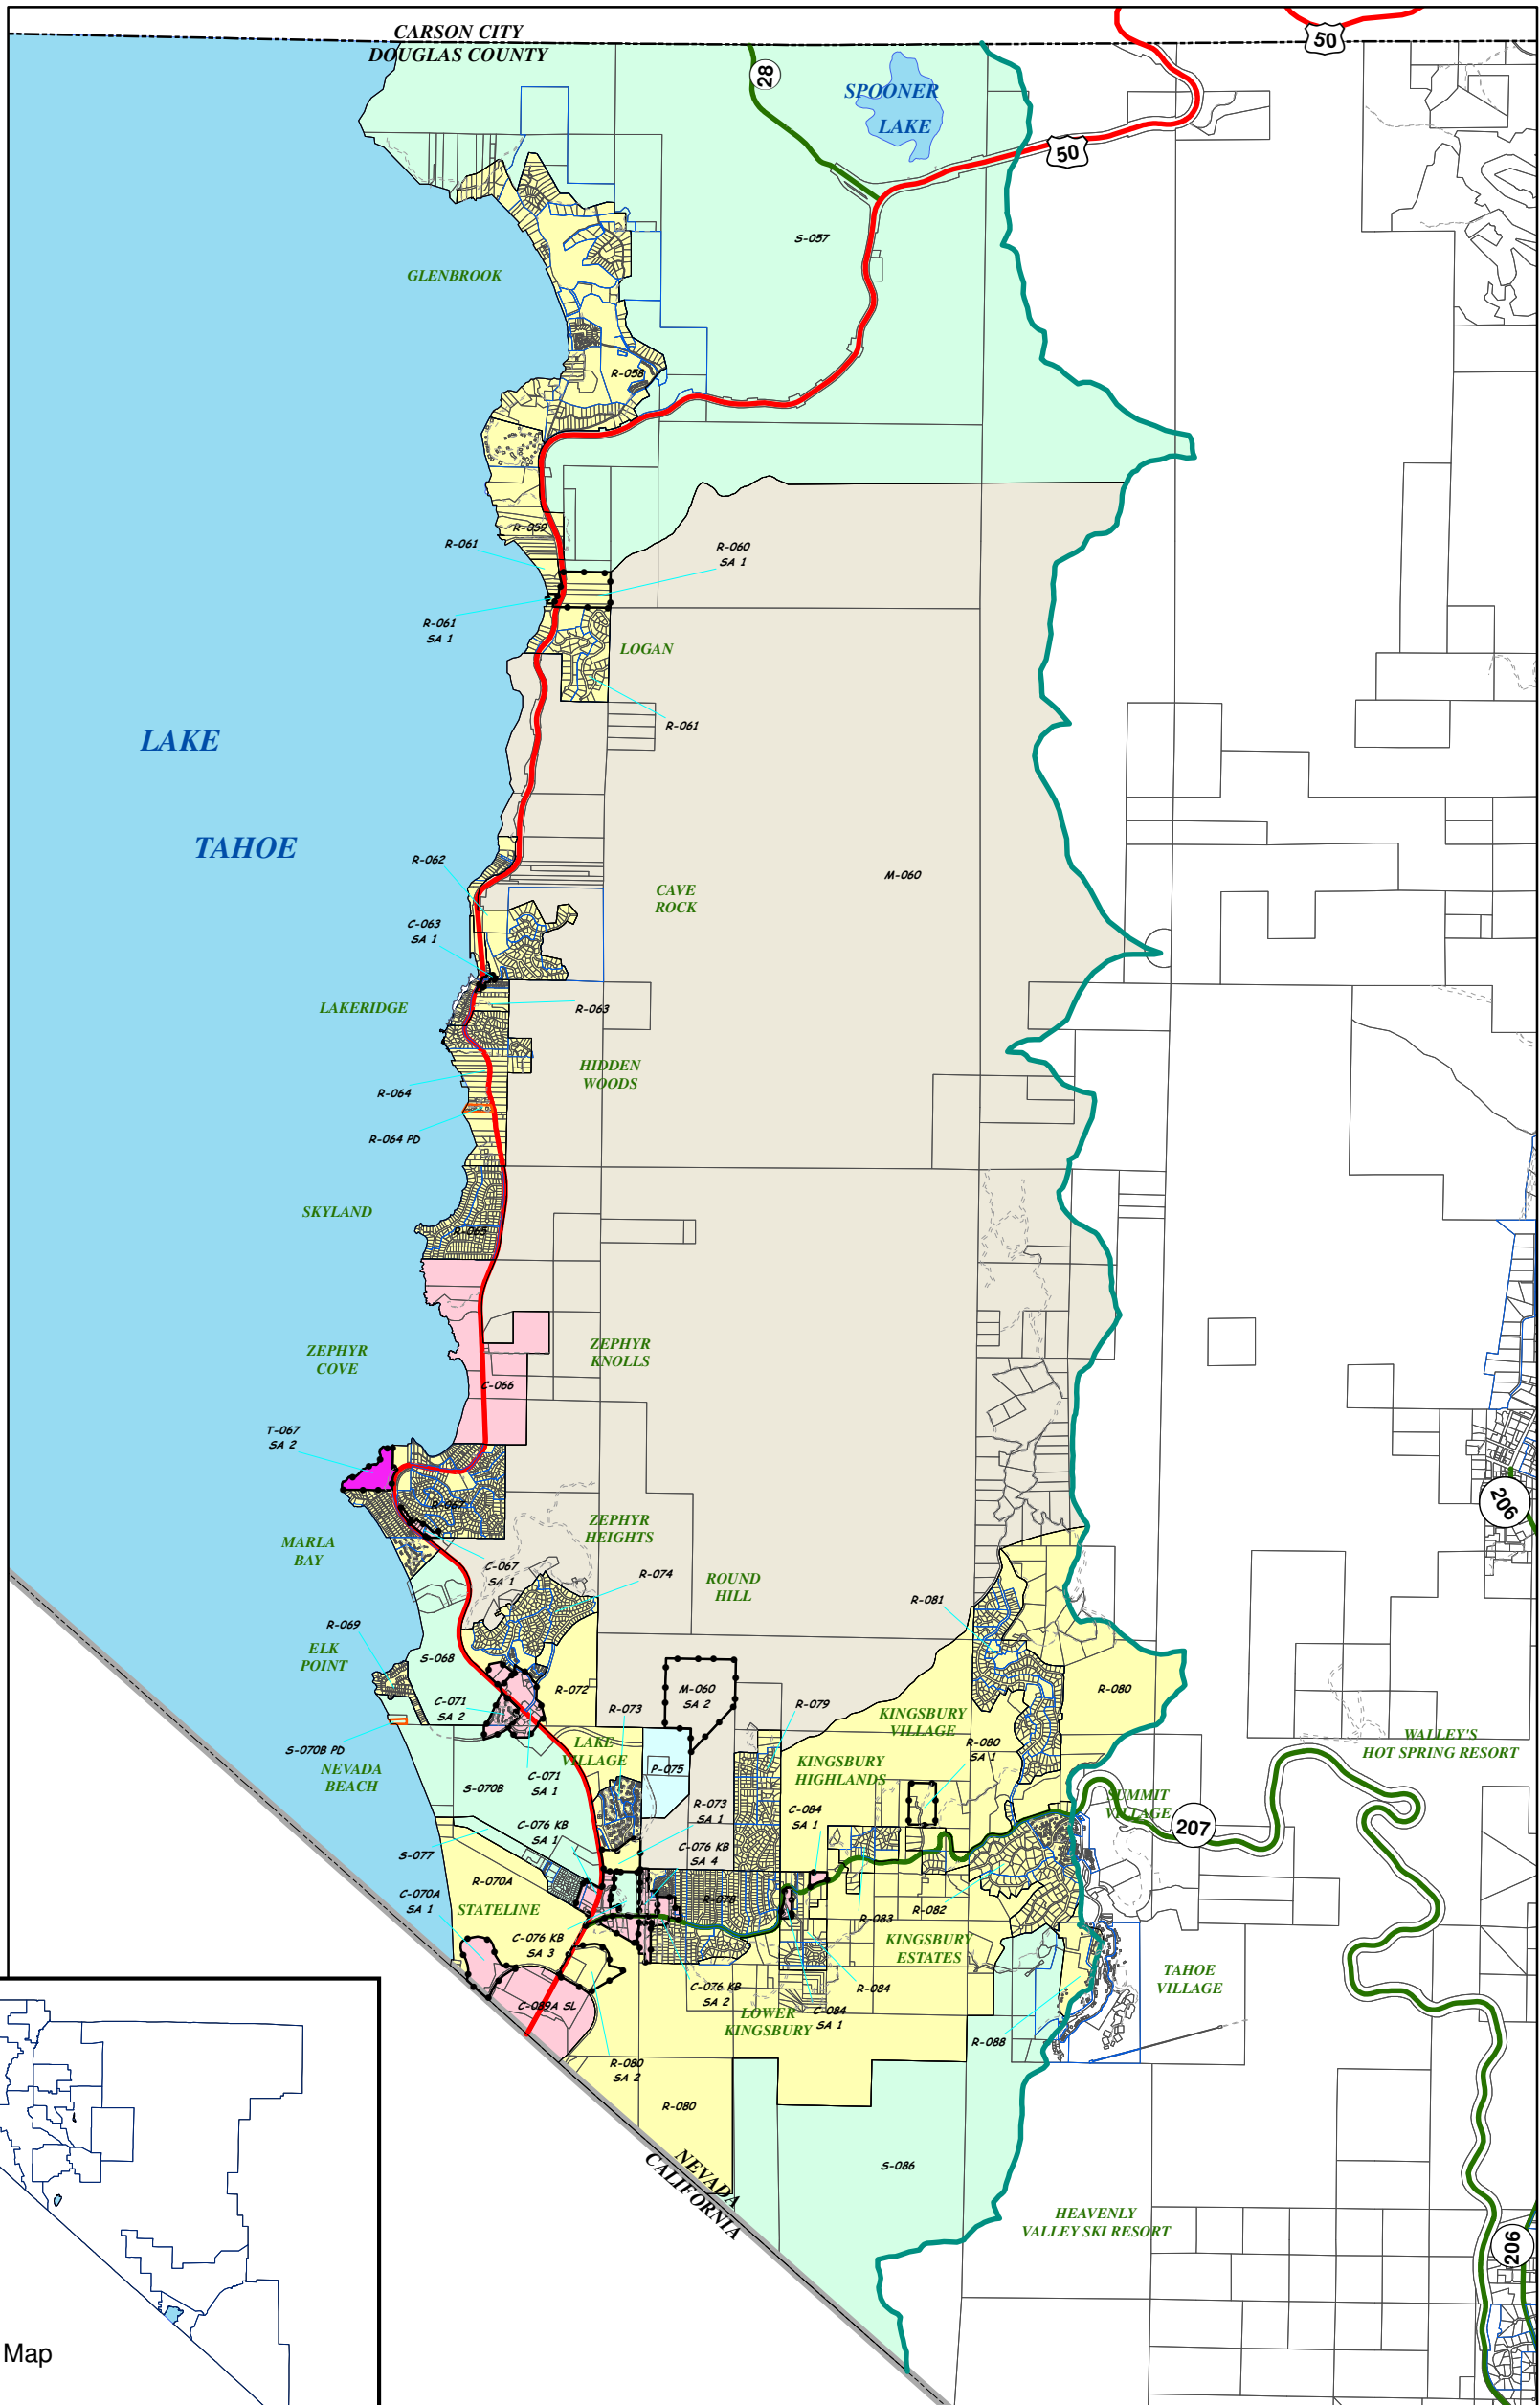 CARSON CITY
DOUGLAS COUNTY
50
28
SPOONER
LAKE
50
S-057
GLENBROOK
R-058
R-059
R-061
R-060
SA 1
R-061
SA 1
LOGAN
R-061
LAKE
TAHOE
R-062
CAVE
ROCK
M-060
C-063
SA 1
LAKERIDGE
R-063
HIDDEN
WOODS
R-064
R-064 PD
SKYLAND
R-065
ZEPHYR
COVE
ZEPHYR
KNOLLS
C-066
T-067
SA 2
R-067
206
MARLA
BAY
ZEPHYR
HEIGHTS
C-067
SA 1
R-074
ROUND
HILL
R-081
R-069
ELK
POINT
S-068
R-072
M-060
SA 2
R-080
C-071
SA 2
R-073
R-079
KINGSBURY
VILLAGE
R-080
SA 1
S-070B PD
NEVADA
BEACH
LAKE
VILLAGE
P-075
KINGSBURY
HIGHLANDS
WALLEY'S
HOT SPRING RESORT
S-070B
C-071
SA 1
R-073
SA 1
C-084
SA 1
SUMMIT
VILLAGE
207
C-076 KB
SA 1
C-076 KB
SA 4
S-077
R-070A
C-070A
SA 1
STATELINE
R-078
R-083
R-082
C-076 KB
SA 3
KINGSBURY
ESTATES
C-076 KB
SA 2
R-084
TAHOE
VILLAGE
C-089A SL
LOWER
KINGSBURY
C-084
SA 1
R-088
R-080
SA 2
R-080
NEVADA
CALIFORNIA
S-086
HEAVENLY
VALLEY SKI RESORT
206
Map